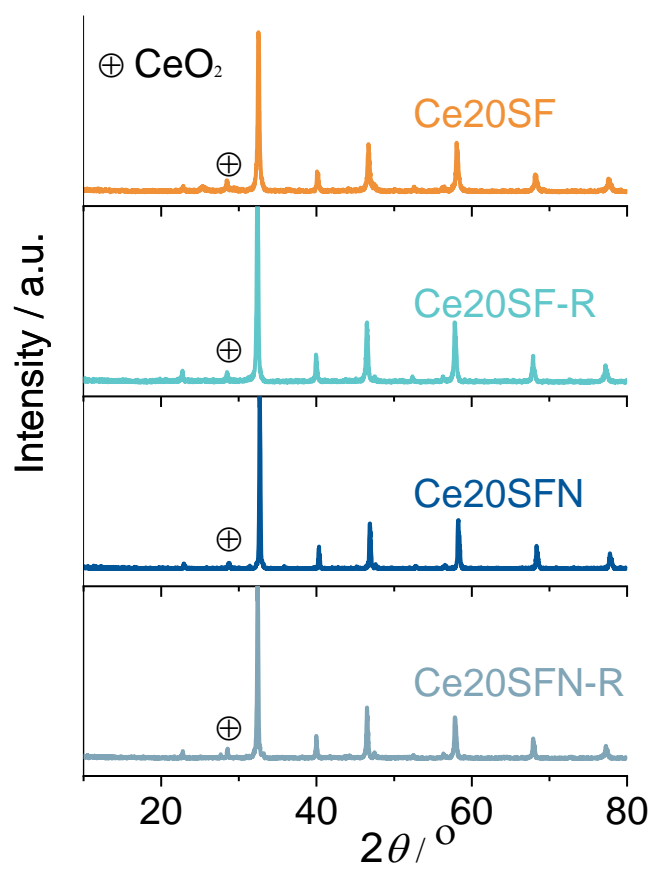 ⊕ CeO₂
Ce20SF
⊕
Ce20SF-R
⊕
Ce20SFN
⊕
Ce20SFN-R
⊕
Intensity / a.u.
20 40 60 80
2θ / °